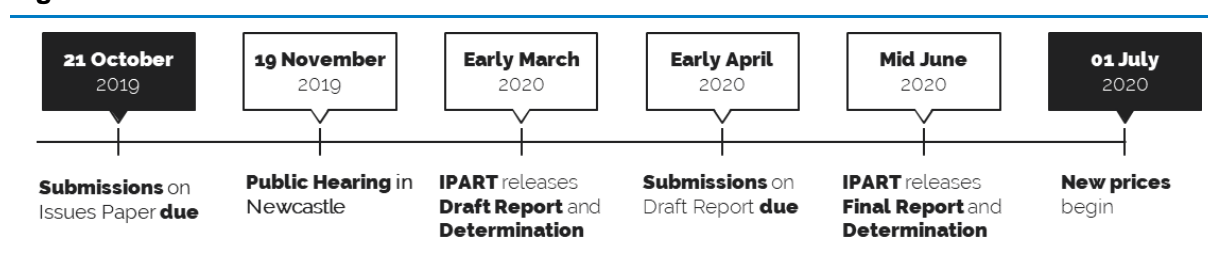 21 October
2019
19 November
2019
Early March
2020
Early April
2020
Mid June
2020
01 July
2020
Submissions on
Issues Paper due
Public Hearing in
Newcastle
IPART releases
Draft Report and
Determination
Submissions on
Draft Report due
IPART releases
Final Report and
Determination
New prices
begin